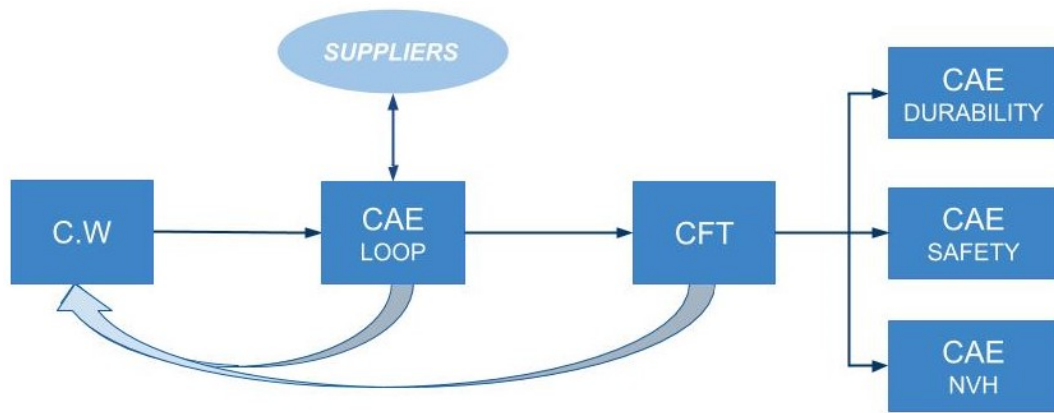 SUPPLIERS
C.W
CAE
LOOP
CFT
CAE
DURABILITY
CAE
SAFETY
CAE
NVH